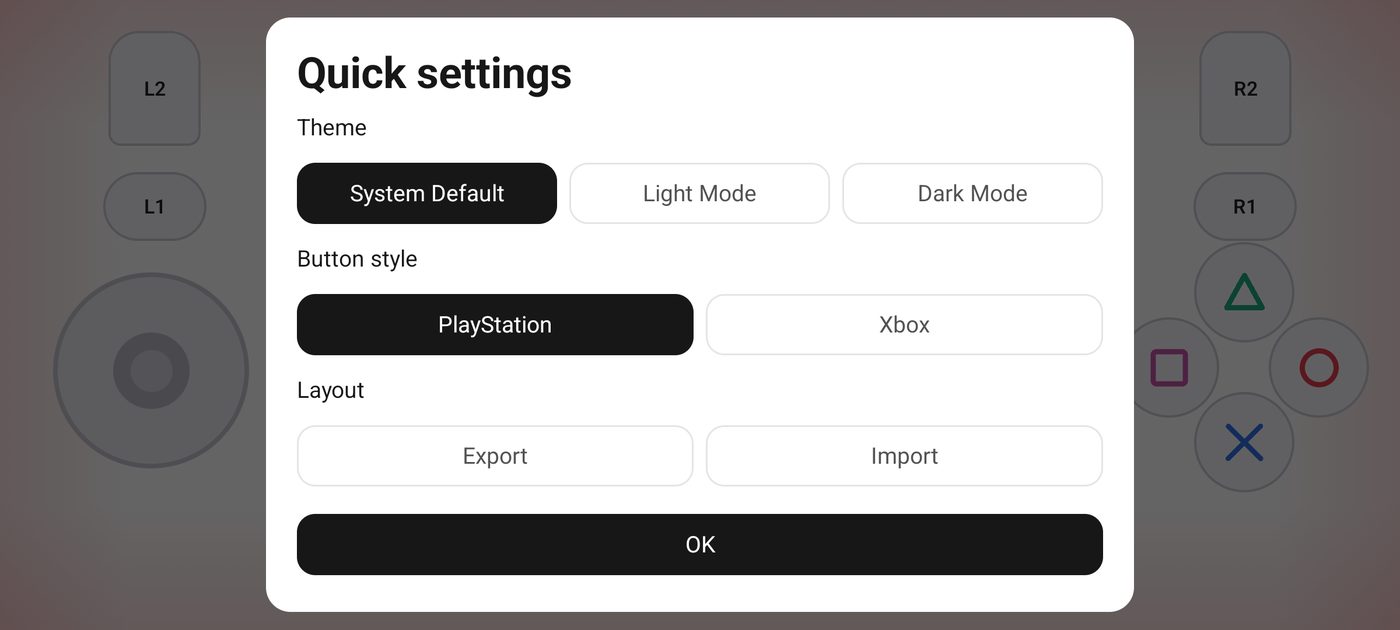 Quick settings
Theme
System Default Light Mode Dark Mode
Button style
PlayStation Xbox
Layout
Export Import
OK
L2
L1
R2
R1